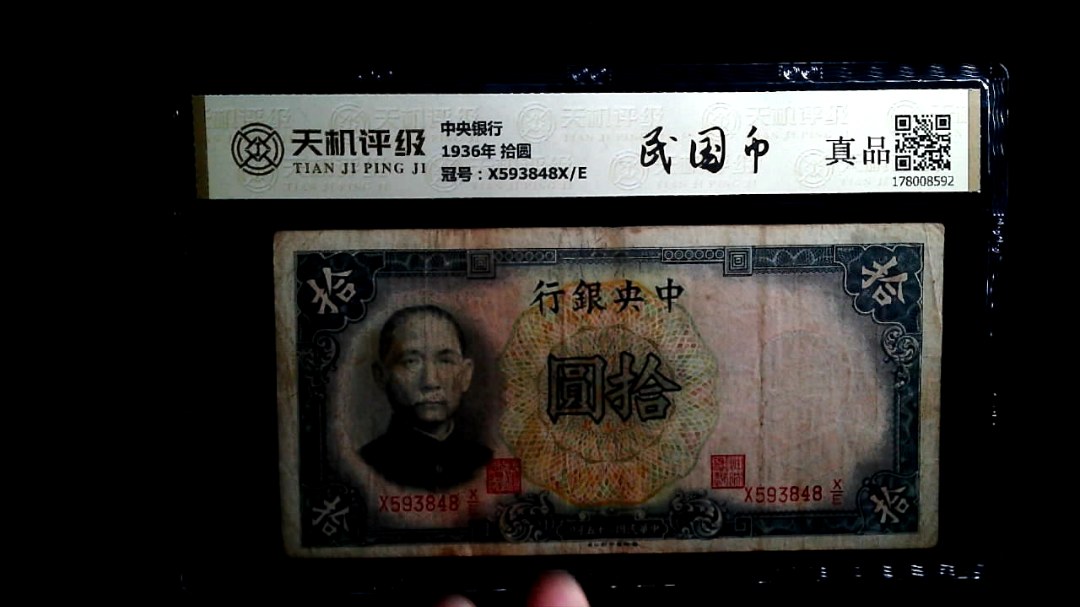 天机评级
TIAN JI PING JI
中央银行
1936年 拾圆
冠号：X593848X/E
民国币
真品
178008592
拾
拾
行銀央中
圓拾
X593848 X/E
X593848 X/E
拾
拾